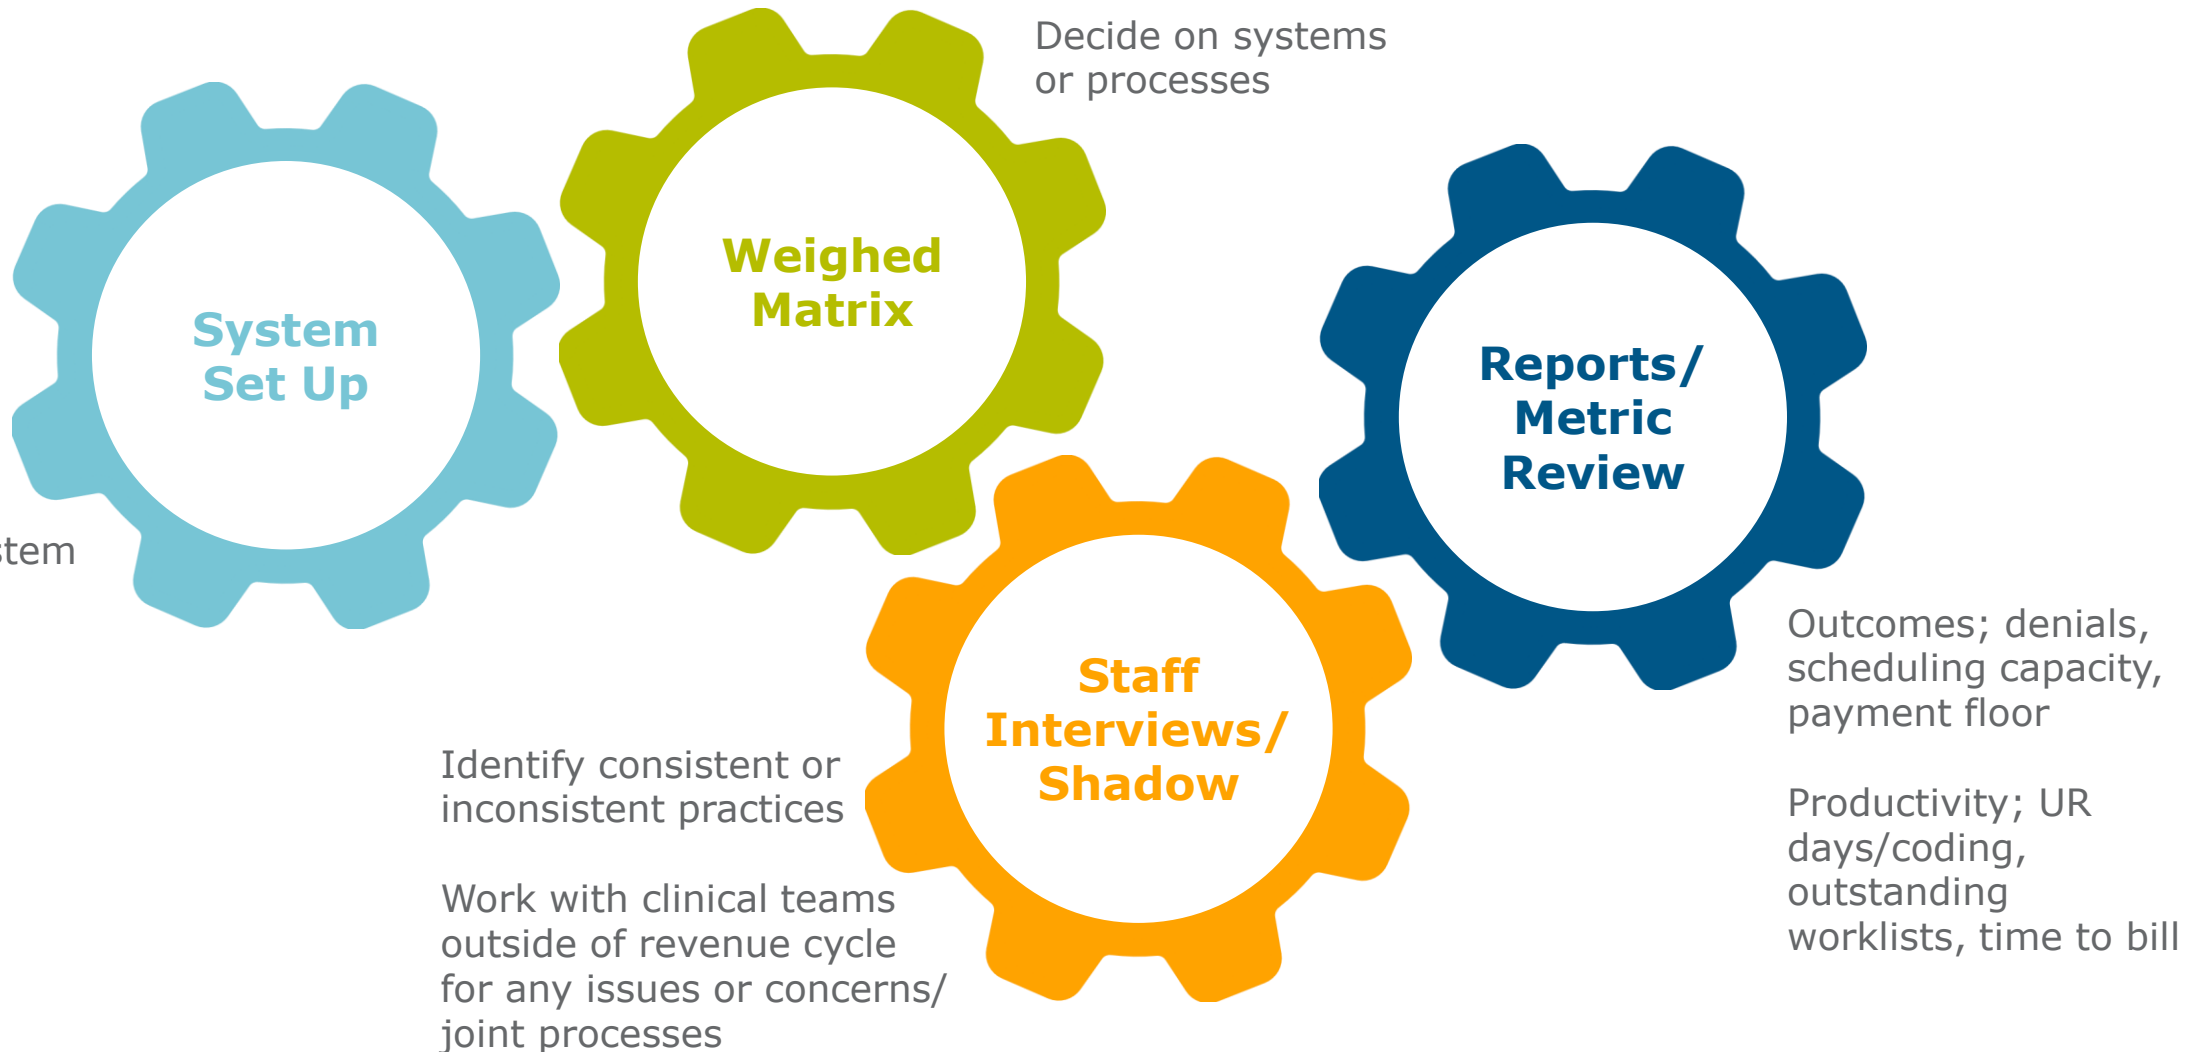 Decide on systems
or processes
System
Set Up
Weighed
Matrix
Reports/
Metric
Review
Staff
Interviews/
Shadow
Identify consistent or
inconsistent practices
Work with clinical teams
outside of revenue cycle
for any issues or concerns/
joint processes
Outcomes; denials,
scheduling capacity,
payment floor
Productivity; UR
days/coding,
outstanding
worklists, time to bill